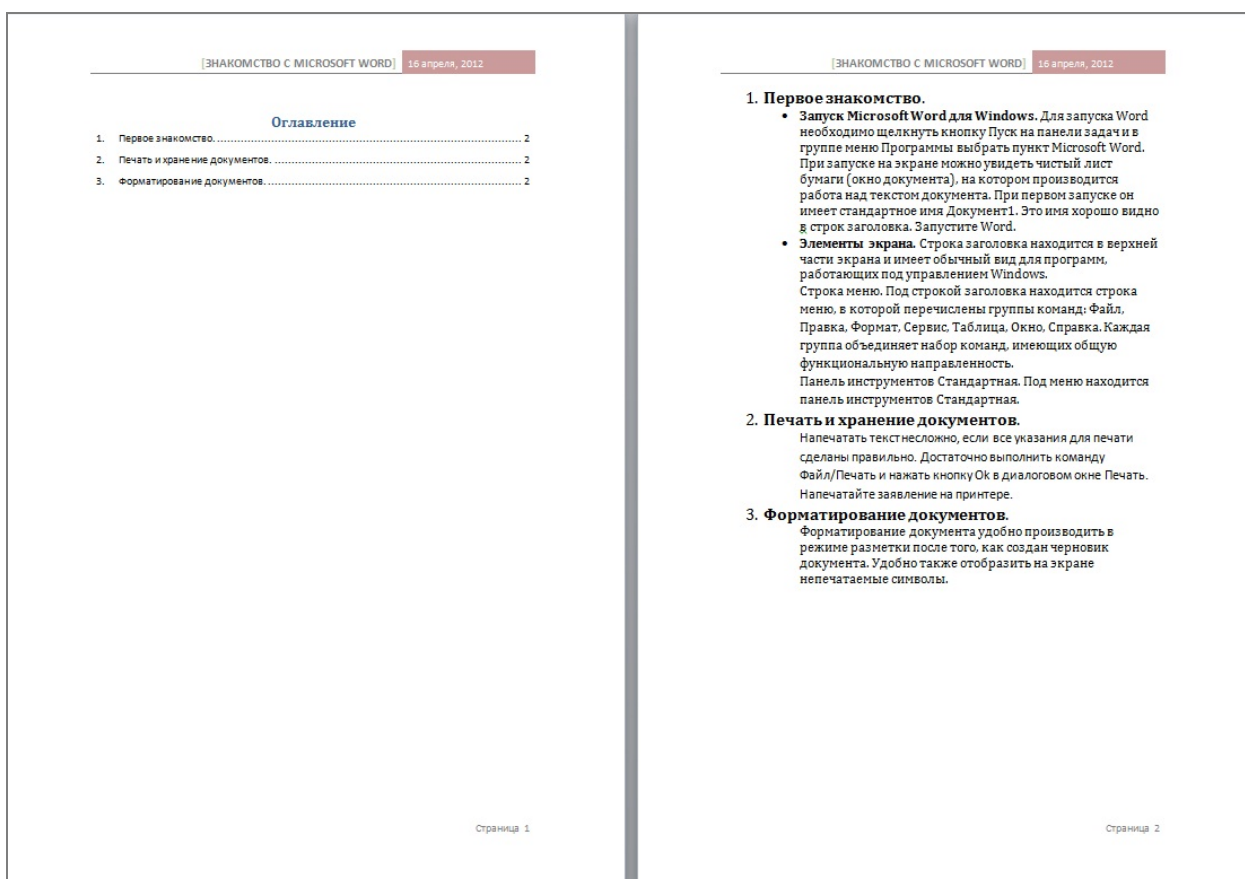 [ЗНАКОМСТВО С MICROSOFT WORD] 16 апреля, 2012
Оглавление
1. Первое знакомство. 2
2. Печать и хранение документов. 2
3. Форматирование документов. 2
Страница 1
[ЗНАКОМСТВО С MICROSOFT WORD] 16 апреля, 2012
1. Первое знакомство.
• Запуск Microsoft Word для Windows. Для запуска Word
необходимо щелкнуть кнопку Пуск на панели задач и в
группе меню Программы выбрать пункт Microsoft Word.
При запуске на экране можно увидеть чистый лист
бумаги (окно документа), на котором производится
работа над текстом документа. При первом запуске он
имеет стандартное имя Документ1. Это имя хорошо видно
в строк заголовка. Запустите Word.
• Элементы экрана. Строка заголовка находится в верхней
части экрана и имеет обычный вид для программ,
работающих под управлением Windows.
Строка меню. Под строкой заголовка находится строка
меню, в которой перечислены группы команд: Файл,
Правка, Формат, Сервис, Таблица, Окно, Справка. Каждая
группа объединяет набор команд, имеющих общую
функциональную направленность.
Панель инструментов Стандартная. Под меню находится
панель инструментов Стандартная.
2. Печать и хранение документов.
Напечатать текст несложно, если все указания для печати
сделаны правильно. Достаточно выполнить команду
Файл/Печать и нажать кнопку Ok в диалоговом окне Печать.
Напечатайте заявление на принтере.
3. Форматирование документов.
Форматирование документа удобно производить в
режиме разметки после того, как создан черновик
документа. Удобно также отобразить на экране
непечатаемые символы.
Страница 2